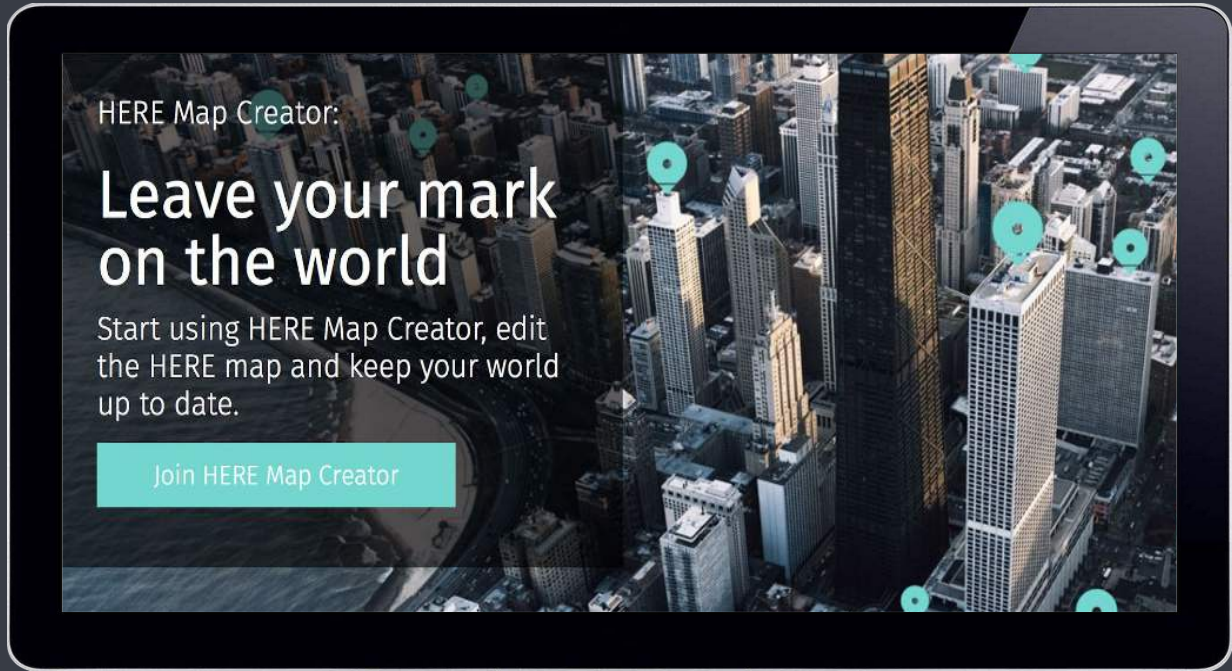 HERE Map Creator:
Leave your mark
on the world
Start using HERE Map Creator, edit
the HERE map and keep your world
up to date.
Join HERE Map Creator